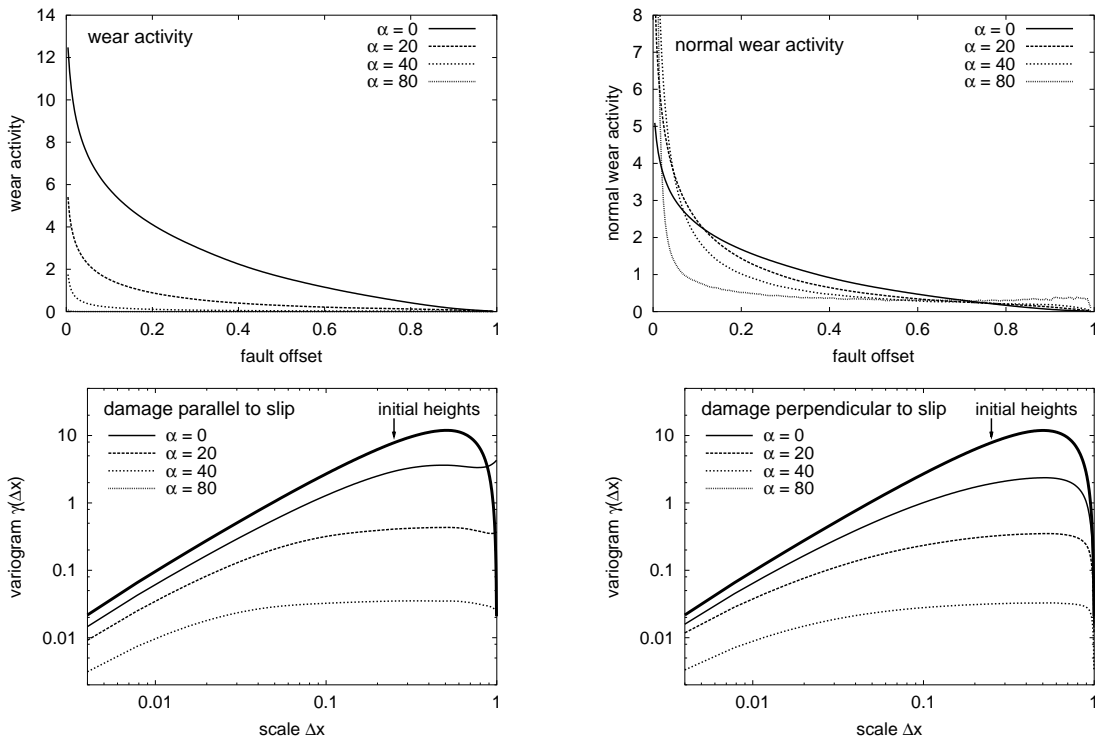 wear activity
α = 0
α = 20
α = 40
α = 80
14
12
10
8
6
4
2
0
wear activity
0 0.2 0.4 0.6 0.8 1
fault offset
normal wear activity
α = 0
α = 20
α = 40
α = 80
8
7
6
5
4
3
2
1
0
normal wear activity
0 0.2 0.4 0.6 0.8 1
fault offset
damage parallel to slip
initial heights
α = 0
α = 20
α = 40
α = 80
10
1
0.1
0.01
variogram γ(Δx)
0.01 0.1 1
scale Δx
damage perpendicular to slip
initial heights
α = 0
α = 20
α = 40
α = 80
10
1
0.1
0.01
variogram γ(Δx)
0.01 0.1 1
scale Δx